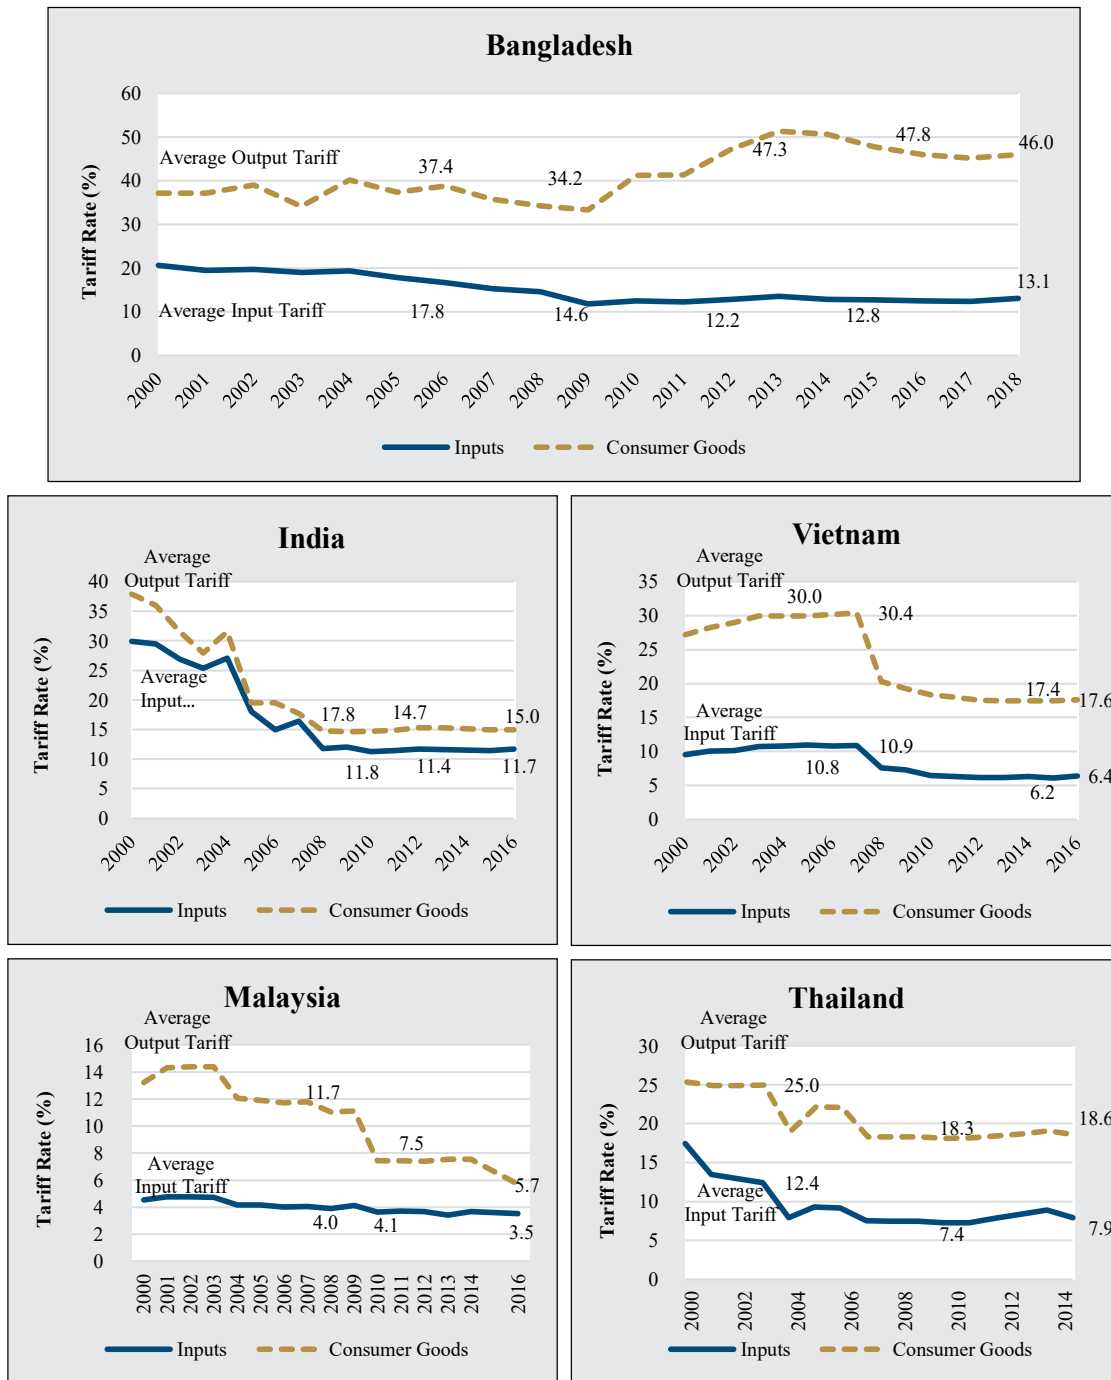 Bangladesh
Tariff Rate (%)
60
50
40
30
20
10
0
Average Output Tariff
37.4
34.2
47.3
47.8
46.0
Average Input Tariff
17.8
14.6
12.2
12.8
13.1
2000 2001 2002 2003 2004 2005 2006 2007 2008 2009 2010 2011 2012 2013 2014 2015 2016 2017 2018
Inputs Consumer Goods
India
Average
Output Tariff
Tariff Rate (%)
40
35
30
25
20
15
10
5
0
Average
Input...
17.8
14.7
15.0
11.8
11.4
11.7
2000 2002 2004 2006 2008 2010 2012 2014 2016
Inputs Consumer Goods
Vietnam
Average
Output Tariff
Tariff Rate (%)
35
30
25
20
15
10
5
0
30.0
30.4
17.4
17.6
Average
Input Tariff
10.8
10.9
6.2
6.4
2000 2002 2004 2006 2008 2010 2012 2014 2016
Inputs Consumer Goods
Malaysia
Average
Output Tariff
Tariff Rate (%)
16
14
12
10
8
6
4
2
0
11.7
7.5
5.7
Average
Input Tariff
4.0
4.1
3.5
2000 2001 2002 2003 2004 2005 2006 2007 2008 2009 2010 2011 2012 2013 2014 2016
Inputs Consumer Goods
Thailand
Average
Output Tariff
Tariff Rate (%)
30
25
20
15
10
5
0
25.0
18.3
18.6
12.4
Average
Input Tariff
7.4
7.9
2000 2002 2004 2006 2008 2010 2012 2014
Inputs Consumer Goods